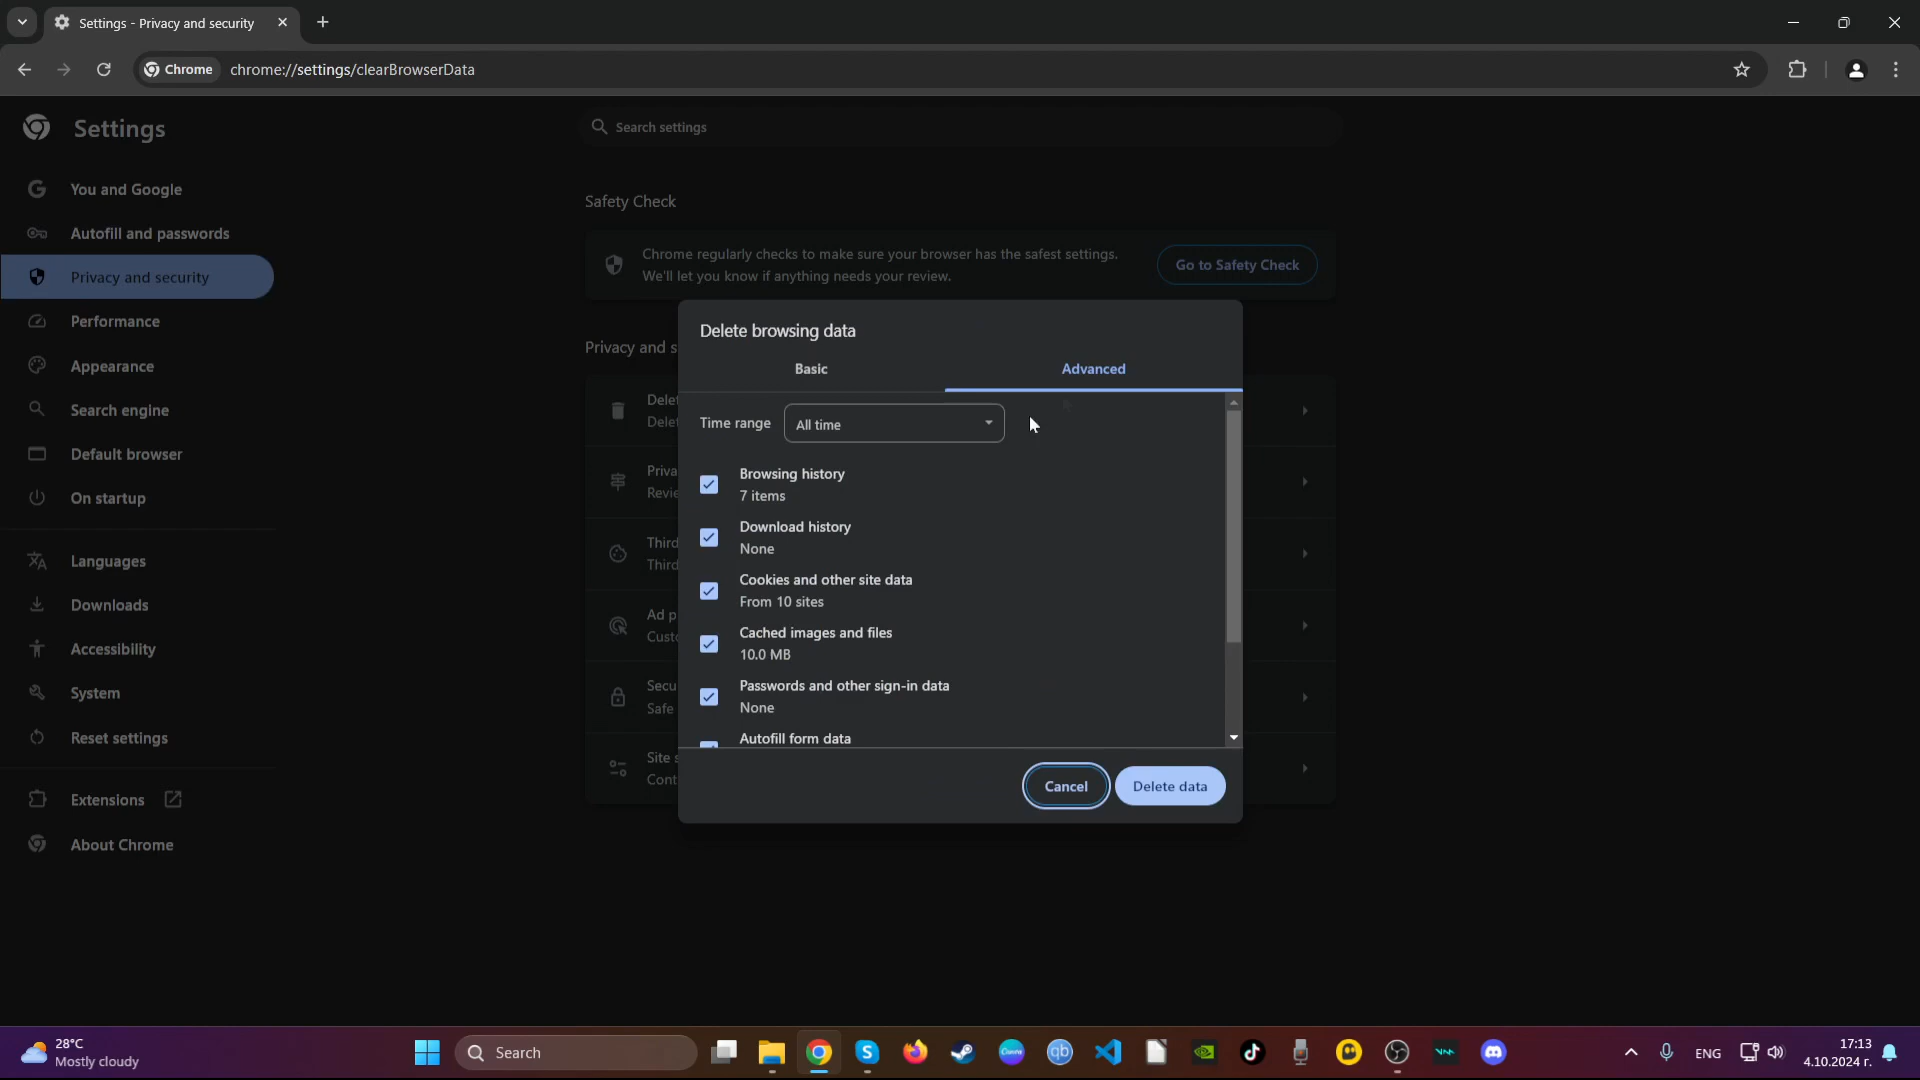 Settings - Privacy and security
Chrome
chrome://settings/clearBrowserData
Settings
Search settings
You and Google
Autofill and passwords
Privacy and security
Performance
Appearance
Search engine
Default browser
On startup
Languages
Downloads
Accessibility
System
Reset settings
Extensions
About Chrome
Safety Check
Chrome regularly checks to make sure your browser has the safest settings.
We'll let you know if anything needs your review.
Go to Safety Check
Privacy and s
Delet
Delet
Priva
Revie
Third
Third
Ad p
Custo
Secu
Safe
Site s
Cont
Delete browsing data
Basic
Advanced
Time range
All time
Browsing history
7 items
Download history
None
Cookies and other site data
From 10 sites
Cached images and files
10.0 MB
Passwords and other sign-in data
None
Autofill form data
Cancel
Delete data
28°C
Mostly cloudy
Search
Canva
qb
ENG
17:13
4.10.2024 г.